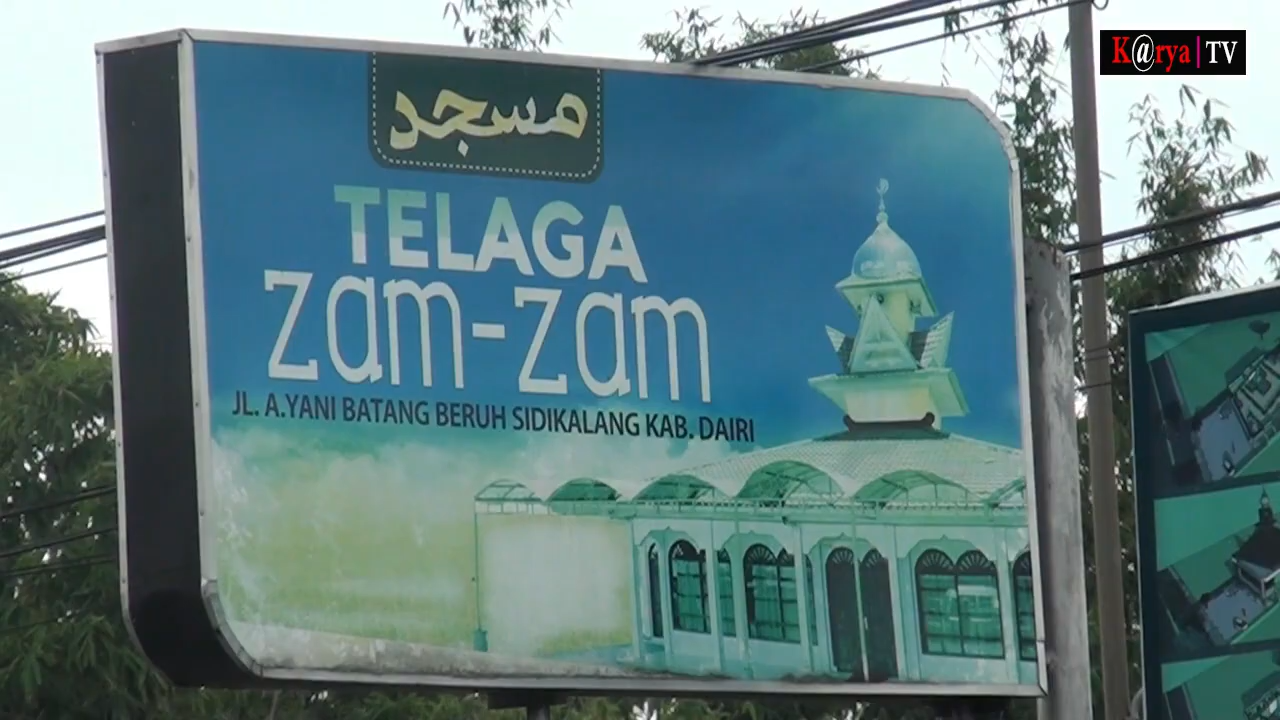 K@rya|TV
مسجد
TELAGA
Zam-Zam
JL. A.YANI BATANG BERUH SIDIKALANG KAB. DAIRI